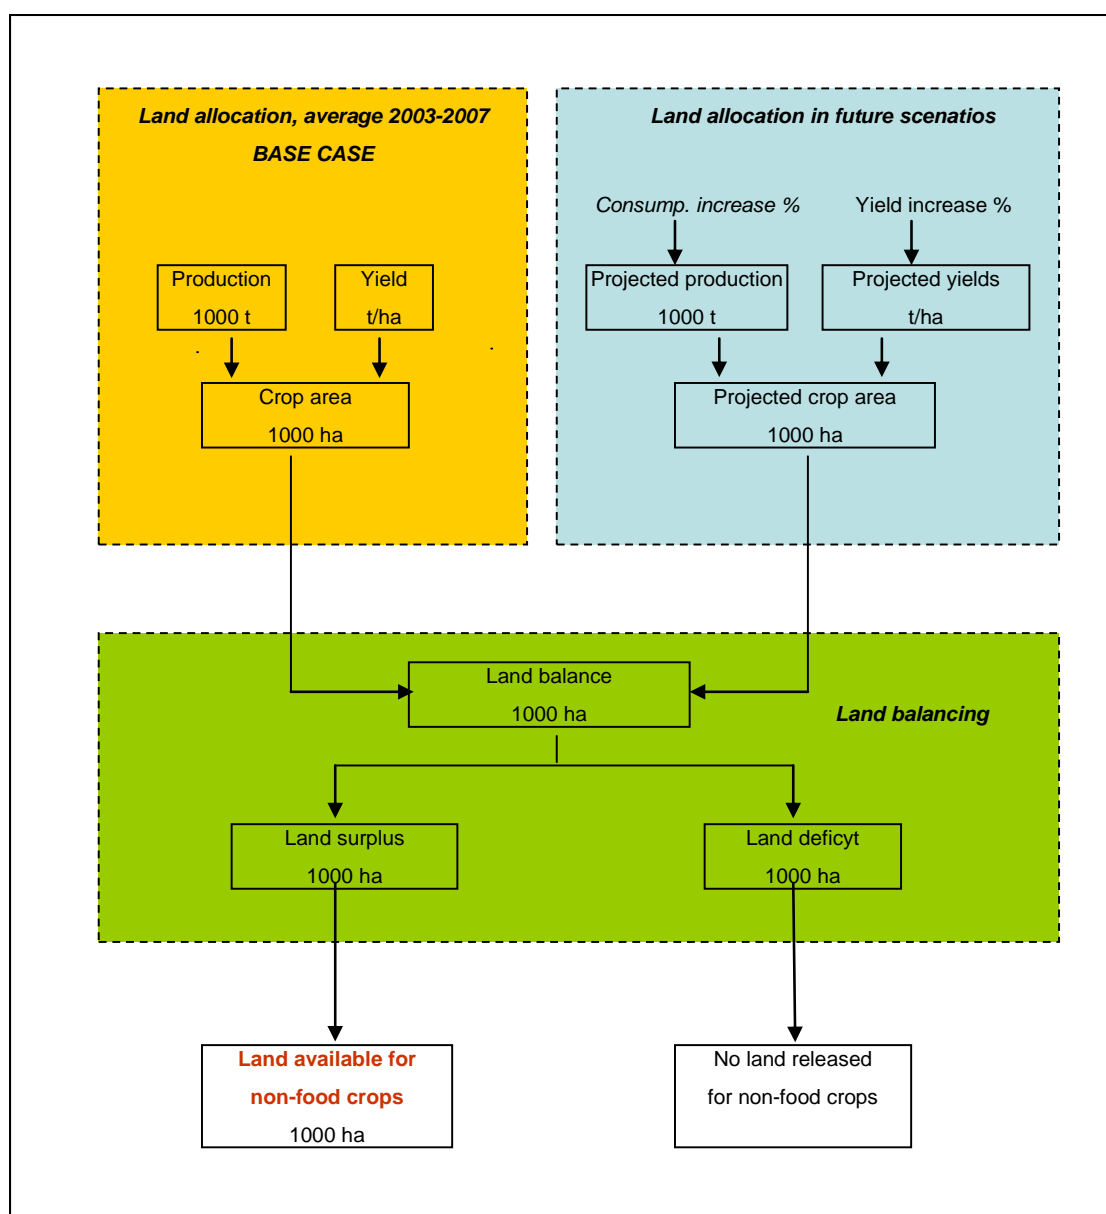 Land allocation, average 2003-2007
BASE CASE
Production
1000 t
Yield
t/ha
Crop area
1000 ha
Land allocation in future scenatios
Consump. increase %
Yield increase %
Projected production
1000 t
Projected yields
t/ha
Projected crop area
1000 ha
Land balance
1000 ha
Land balancing
Land surplus
1000 ha
Land deficyt
1000 ha
Land available for
non-food crops
1000 ha
No land released
for non-food crops